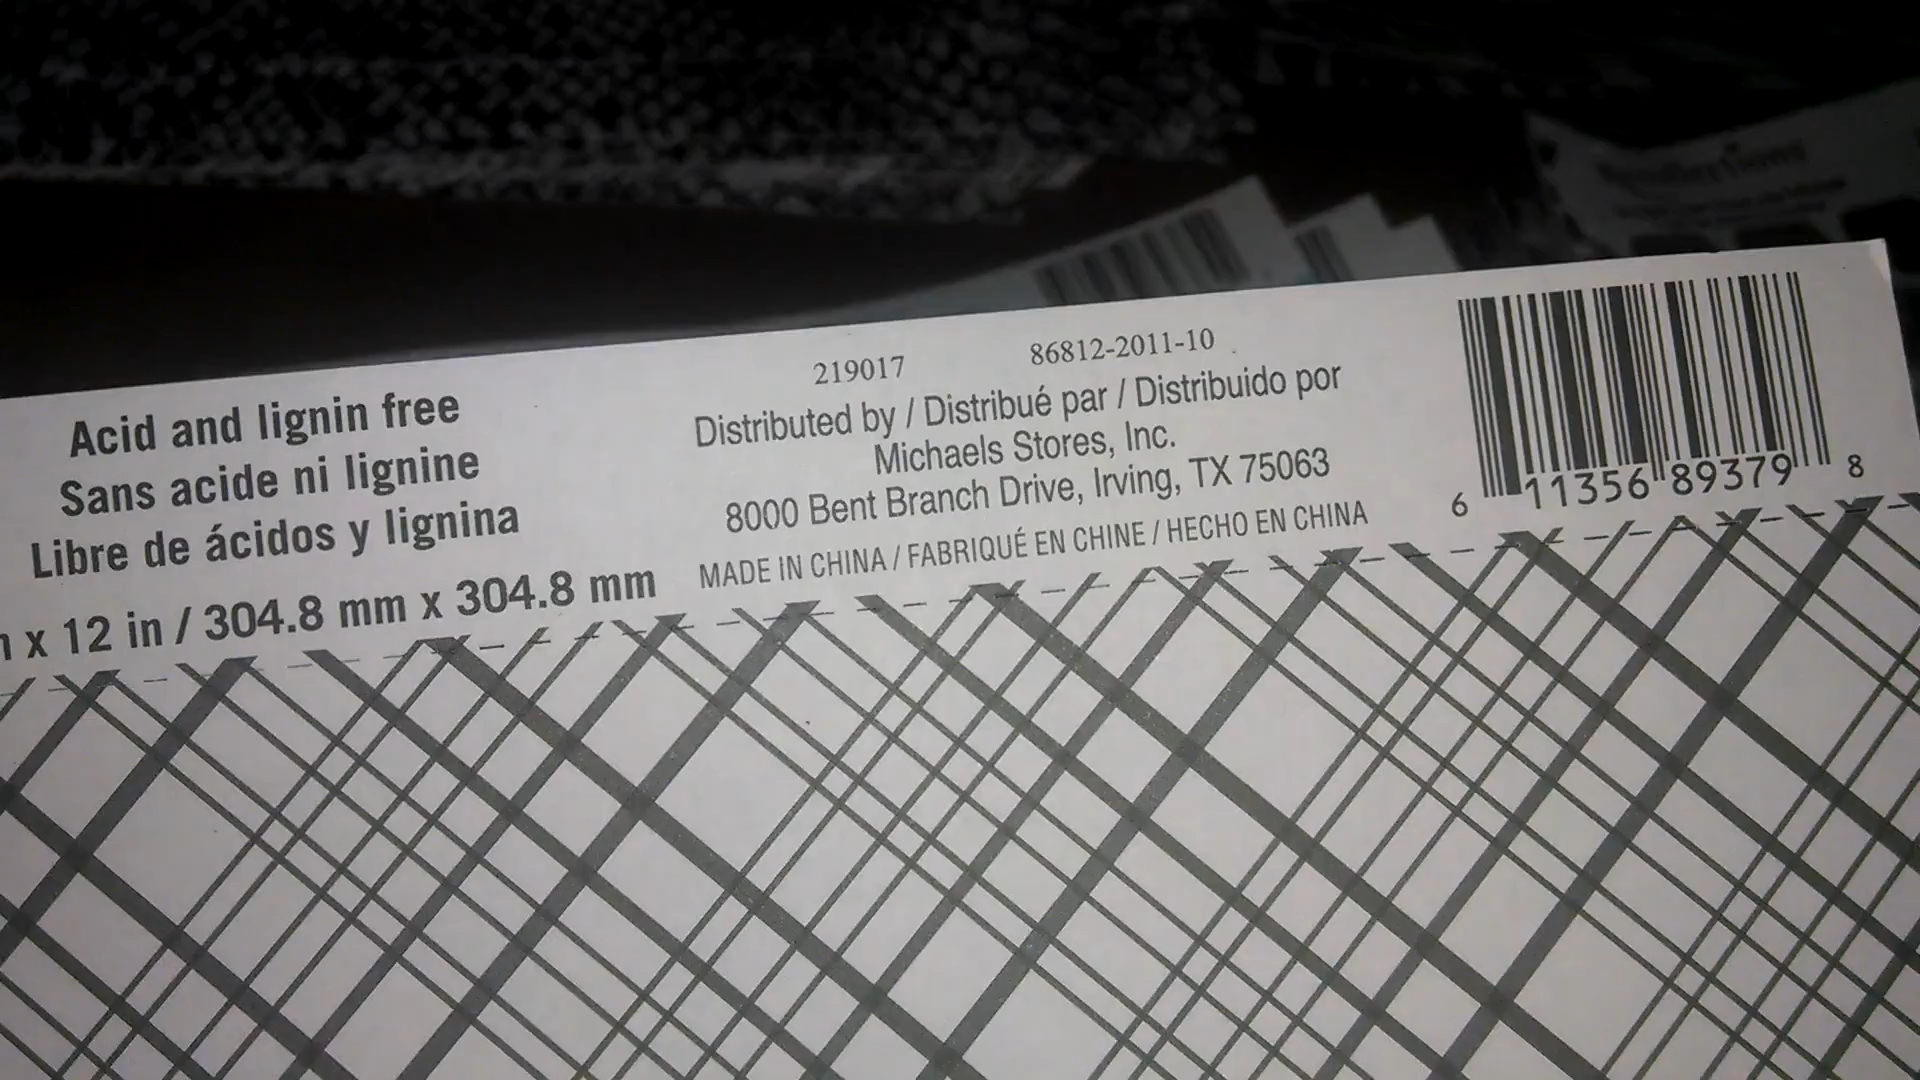 Acid and lignin free
Sans acide ni lignine
Libre de ácidos y lignina
x 12 in / 304.8 mm x 304.8 mm
219017 86812-2011-10
Distributed by / Distribué par / Distribuido por
Michaels Stores, Inc.
8000 Bent Branch Drive, Irving, TX 75063
MADE IN CHINA / FABRIQUÉ EN CHINE / HECHO EN CHINA
6 11356 89379 8